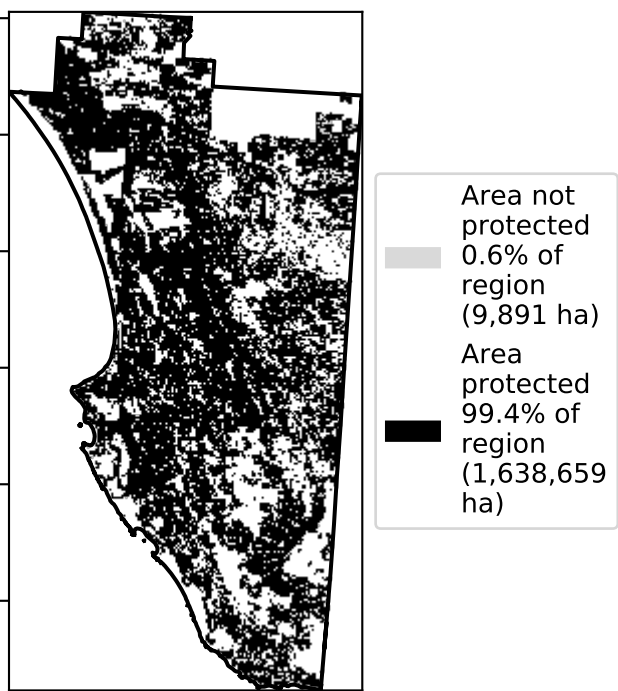 Area not
protected
0.6% of
region
(9,891 ha)
Area
protected
99.4% of
region
(1,638,659
ha)